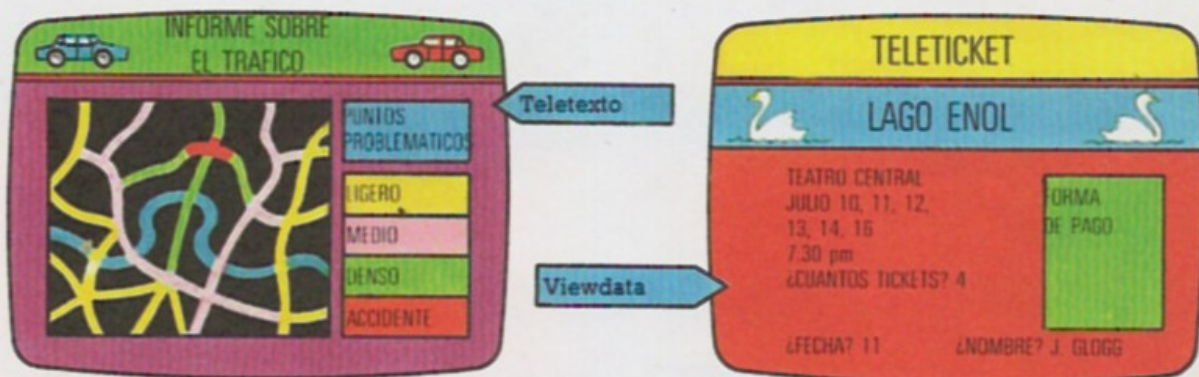 INFORME SOBRE
EL TRAFICO
PUNTOS
PROBLEMATICOS
LIGERO
MEDIO
DENSO
ACCIDENTE
Teletexto
Viewdata
TELETICKET
LAGO ENOL
TEATRO CENTRAL
JULIO 10, 11, 12,
13, 14, 16
7.30 pm
¿CUANTOS TICKETS? 4
FORMA
DE PAGO
¿FECHA? 11 ¿NOMBRE? J. GLOGG